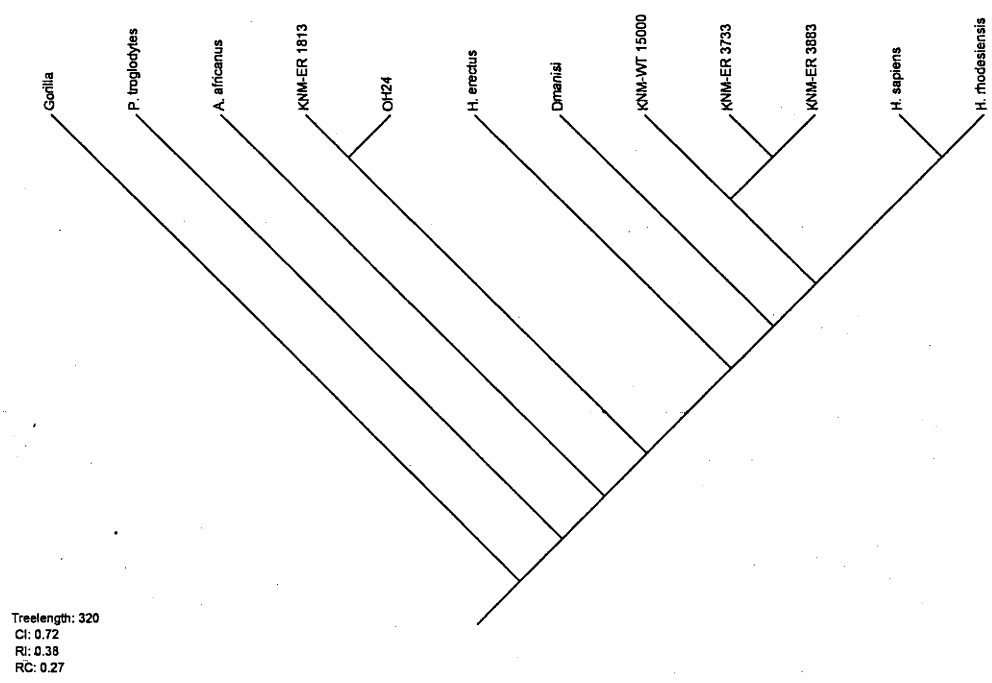 Gorilla
P. troglodytes
A. africanus
KNM-ER 1813
OH24
H. erectus
Dmanisi
KNM-WT 15000
KNM-ER 3733
KNM-ER 3883
H. sapiens
H. rhodesiensis
Treelength: 320
CI: 0.72
RI: 0.38
RC: 0.27